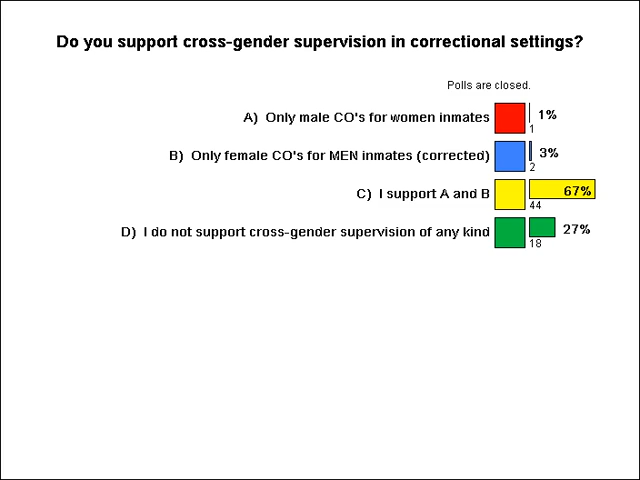 Do you support cross-gender supervision in correctional settings?
Polls are closed.
A) Only male CO's for women inmates
1%
1
B) Only female CO's for MEN inmates (corrected)
3%
2
C) I support A and B
67%
44
D) I do not support cross-gender supervision of any kind
27%
18